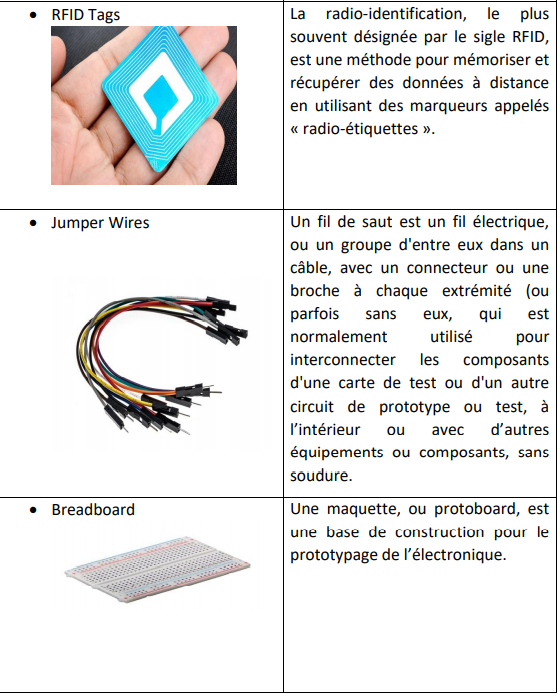 • RFID Tags
La radio-identification, le plus
souvent désignée par le sigle RFID,
est une méthode pour mémoriser et
récupérer des données à distance
en utilisant des marqueurs appelés
« radio-étiquettes ».
• Jumper Wires
Un fil de saut est un fil électrique,
ou un groupe d'entre eux dans un
câble, avec un connecteur ou une
broche à chaque extrémité (ou
parfois sans eux, qui est
normalement utilisé pour
interconnecter les composants
d'une carte de test ou d'un autre
circuit de prototype ou test, à
l’intérieur ou avec d’autres
équipements ou composants, sans
soudure.
• Breadboard
Une maquette, ou protoboard, est
une base de construction pour le
prototypage de l’électronique.